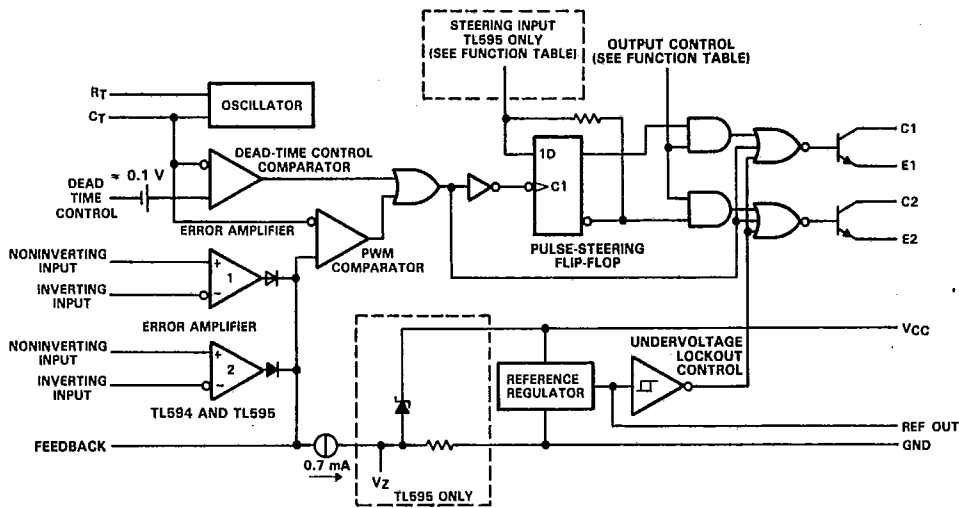 STEERING INPUT
TL595 ONLY
(SEE FUNCTION TABLE)
OUTPUT CONTROL
(SEE FUNCTION TABLE)
RT
CT
OSCILLATOR
DEAD-TIME CONTROL
COMPARATOR
≈ 0.1 V
DEAD
TIME
CONTROL
1D
C1
C1
E1
C2
E2
ERROR AMPLIFIER
PWM
COMPARATOR
PULSE-STEERING
FLIP-FLOP
NONINVERTING
INPUT
+
1
INVERTING
INPUT
−
ERROR AMPLIFIER
NONINVERTING
INPUT
+
2
INVERTING
INPUT
−
TL594 AND TL595
VCC
UNDERVOLTAGE
LOCKOUT
CONTROL
REFERENCE
REGULATOR
REF OUT
FEEDBACK
GND
0.7 mA
VZ
TL595 ONLY